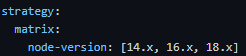 strategy:
  matrix:
    node-version: [14.x, 16.x, 18.x]